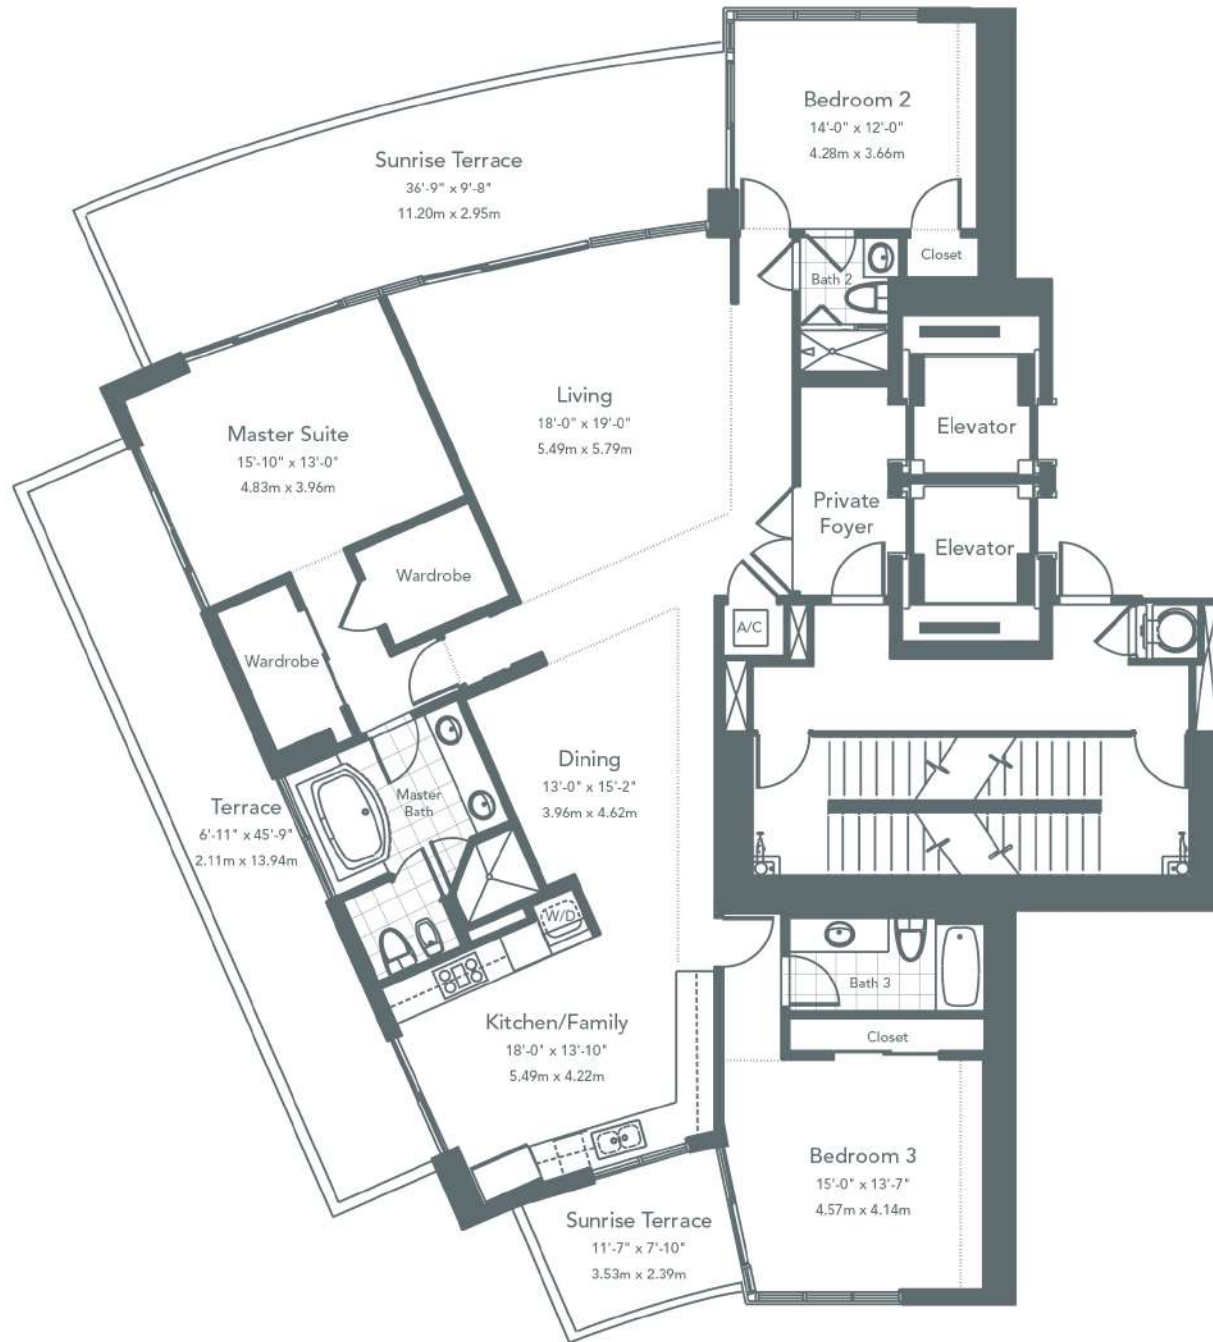 Bedroom 2
14'-0" x 12'-0"
4.28m x 3.66m
Sunrise Terrace
36'-9" x 9'-8"
11.20m x 2.95m
Closet
Bath 2
Living
18'-0" x 19'-0"
5.49m x 5.79m
Master Suite
15'-10" x 13'-0"
4.83m x 3.96m
Elevator
Private
Foyer
Elevator
Wardrobe
A/C
Wardrobe
Dining
13'-0" x 15'-2"
3.96m x 4.62m
Master
Bath
Terrace
6'-11" x 45'-9"
2.11m x 13.94m
W/D
Bath 3
Kitchen/Family
18'-0" x 13'-10"
5.49m x 4.22m
Closet
Bedroom 3
15'-0" x 13'-7"
4.57m x 4.14m
Sunrise Terrace
11'-7" x 7'-10"
3.53m x 2.39m